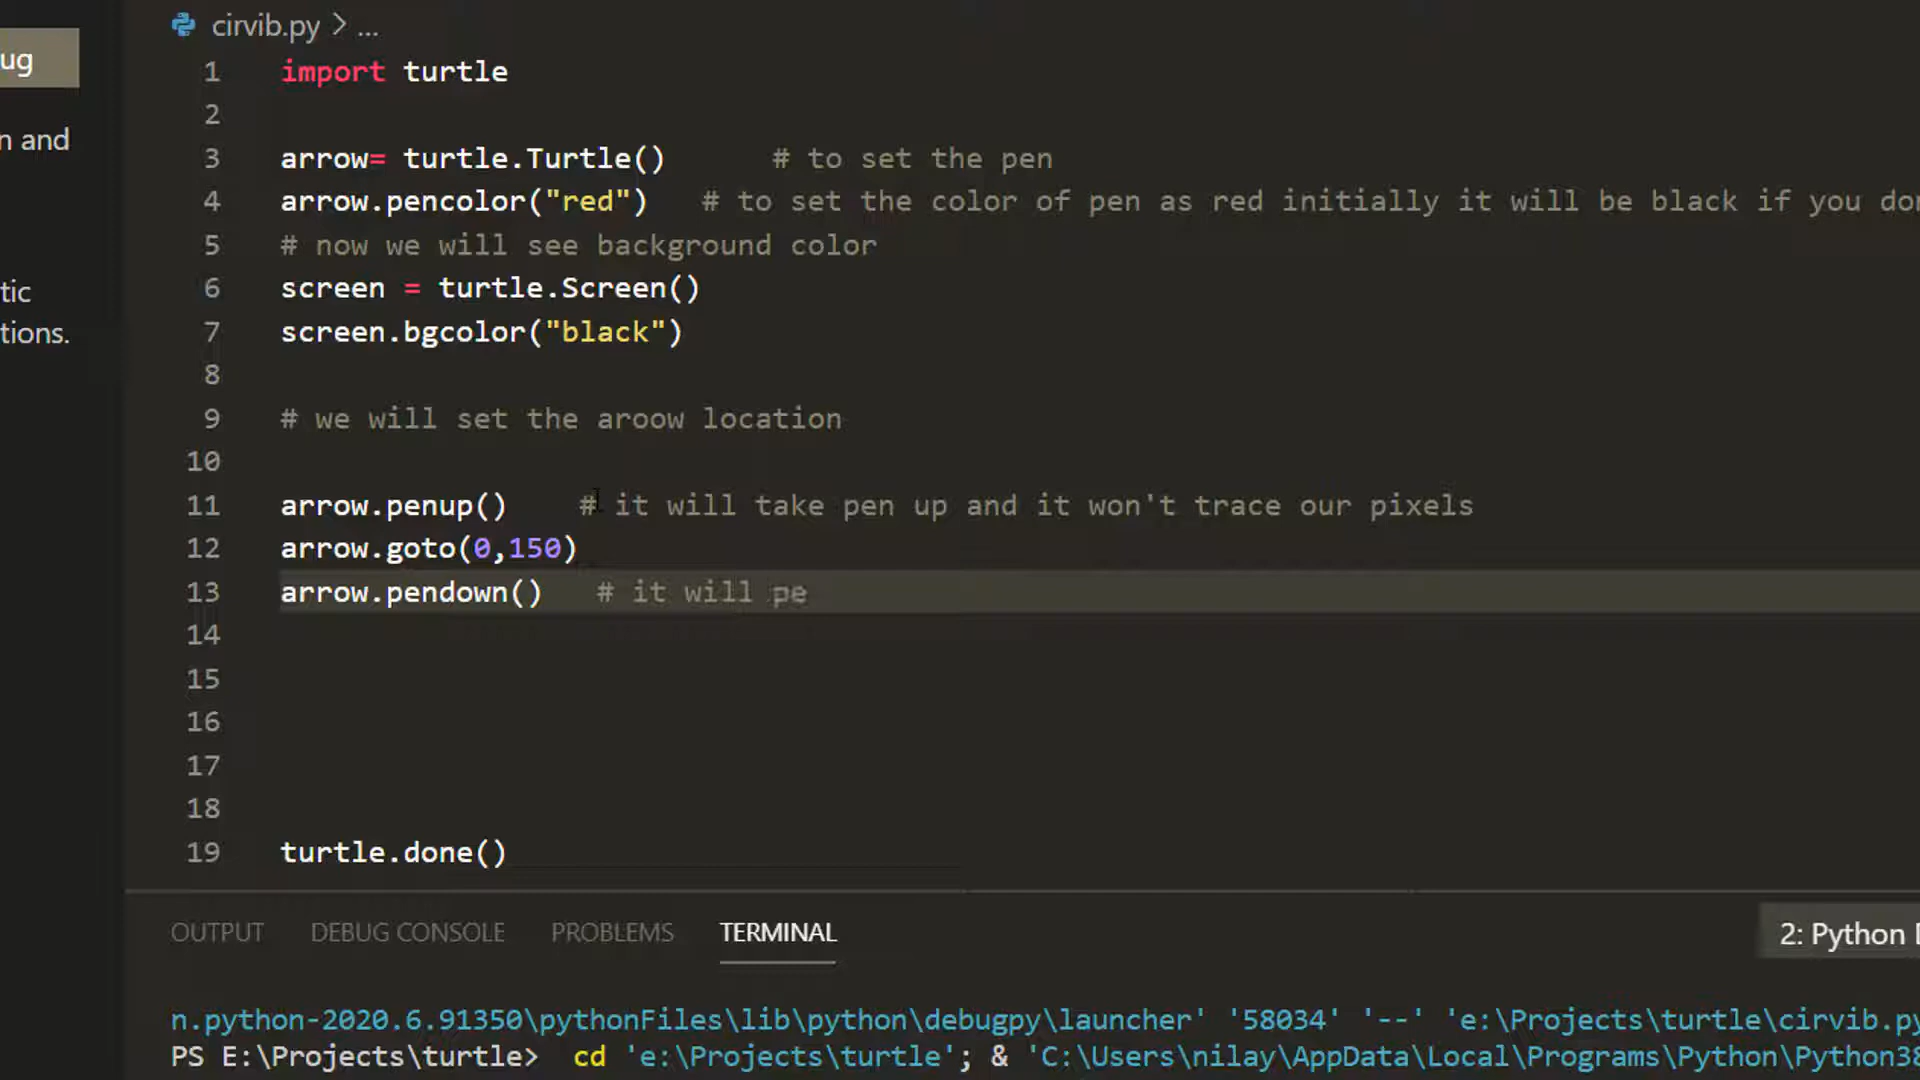 cirvib.py > ...
ug
n and
tic
tions.
1 import turtle
2
3 arrow= turtle.Turtle() # to set the pen
4 arrow.pencolor("red") # to set the color of pen as red initially it will be black if you don
5 # now we will see background color
6 screen = turtle.Screen()
7 screen.bgcolor("black")
8
9 # we will set the aroow location
10
11 arrow.penup() # it will take pen up and it won't trace our pixels
12 arrow.goto(0,150)
13 arrow.pendown() # it will pe
14
15
16
17
18
19 turtle.done()
OUTPUT DEBUG CONSOLE PROBLEMS TERMINAL 2: Python D
n.python-2020.6.91350\pythonFiles\lib\python\debugpy\launcher' '58034' '--' 'e:\Projects\turtle\cirvib.py
PS E:\Projects\turtle> cd 'e:\Projects\turtle'; & 'C:\Users\nilay\AppData\Local\Programs\Python\Python38